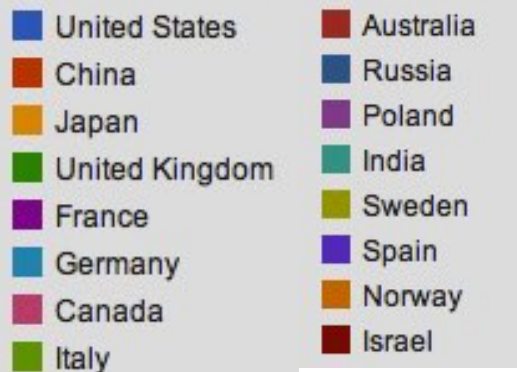 United States
China
Japan
United Kingdom
France
Germany
Canada
Italy
Australia
Russia
Poland
India
Sweden
Spain
Norway
Israel